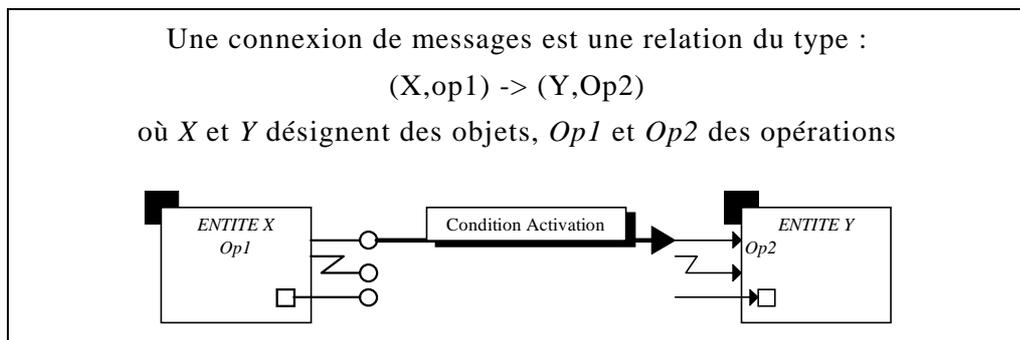 Une connexion de messages est une relation du type :
(X,op1) -> (Y,Op2)
où X et Y désignent des objets, Op1 et Op2 des opérations
ENTITE X
Op1
Condition Activation
ENTITE Y
Op2